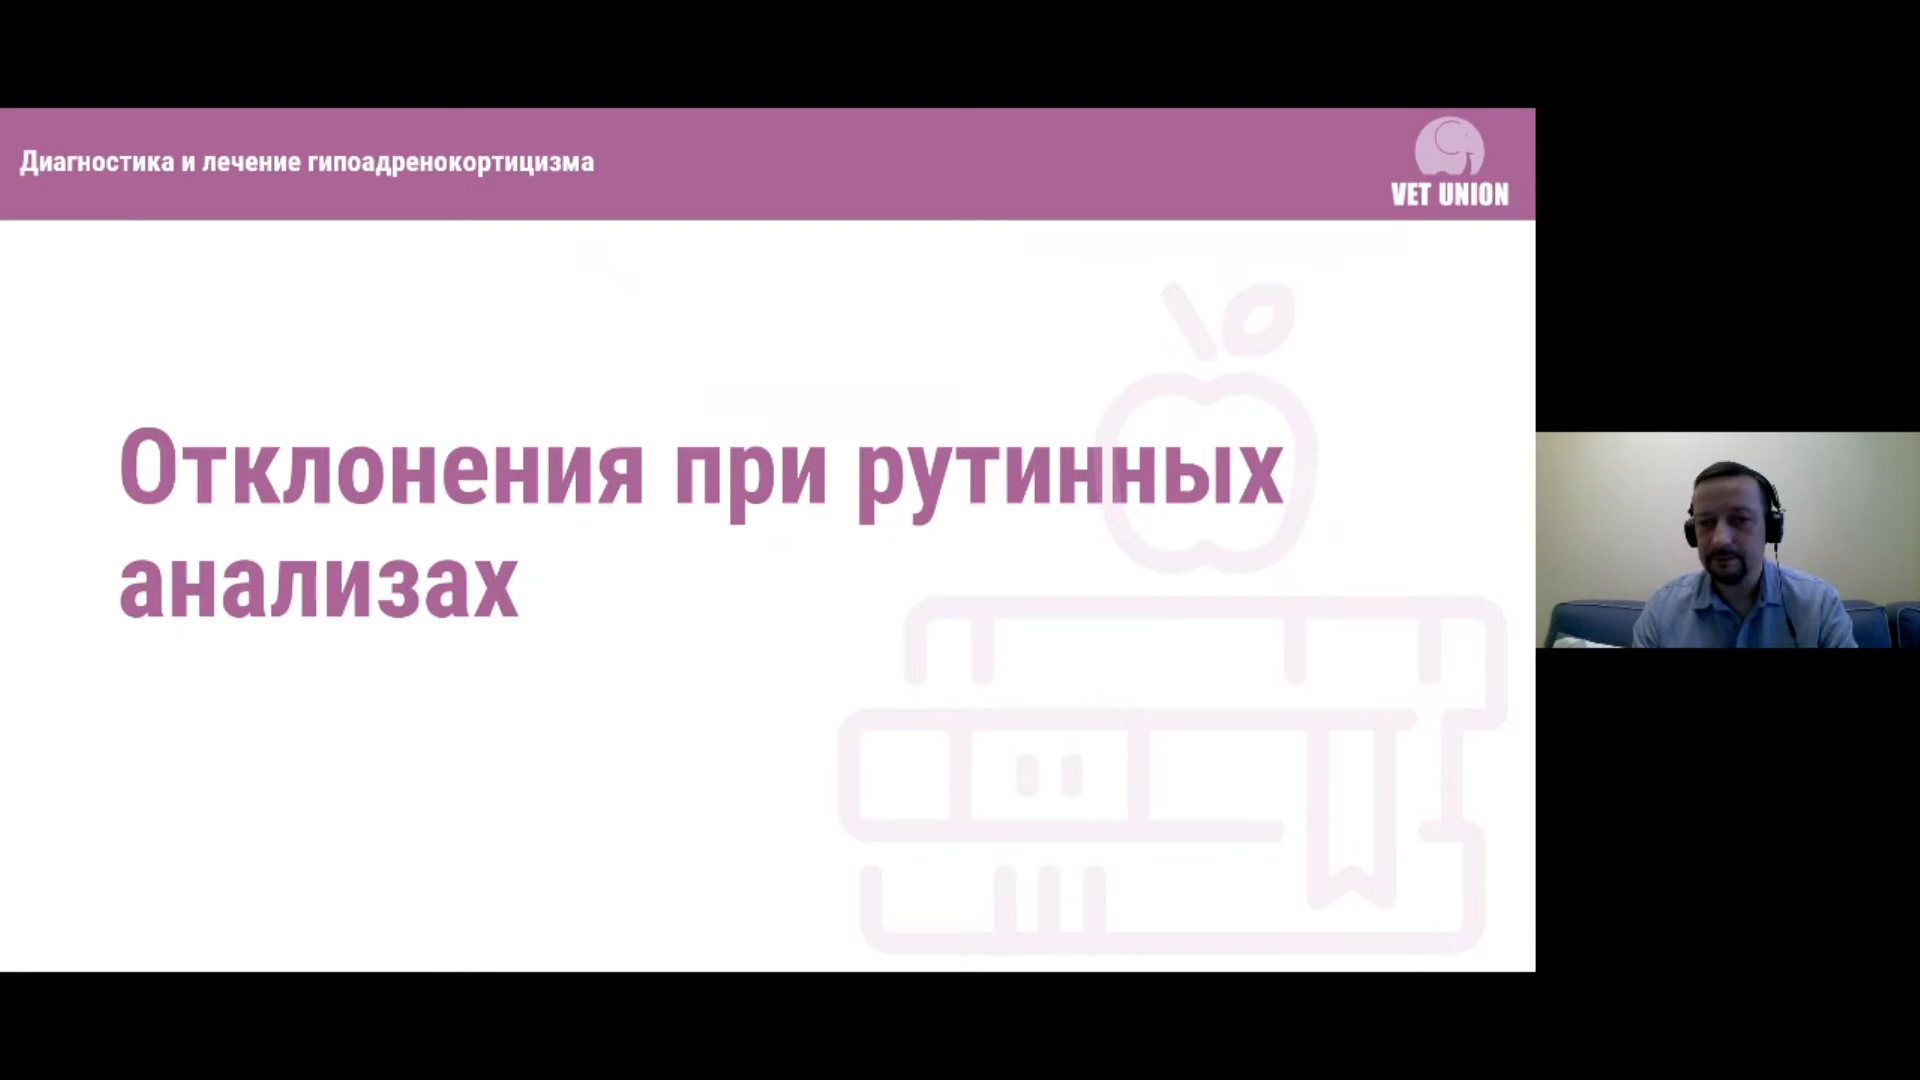 Диагностика и лечение гипоадренокортицизма
VET UNION
Отклонения при рутинных
анализах